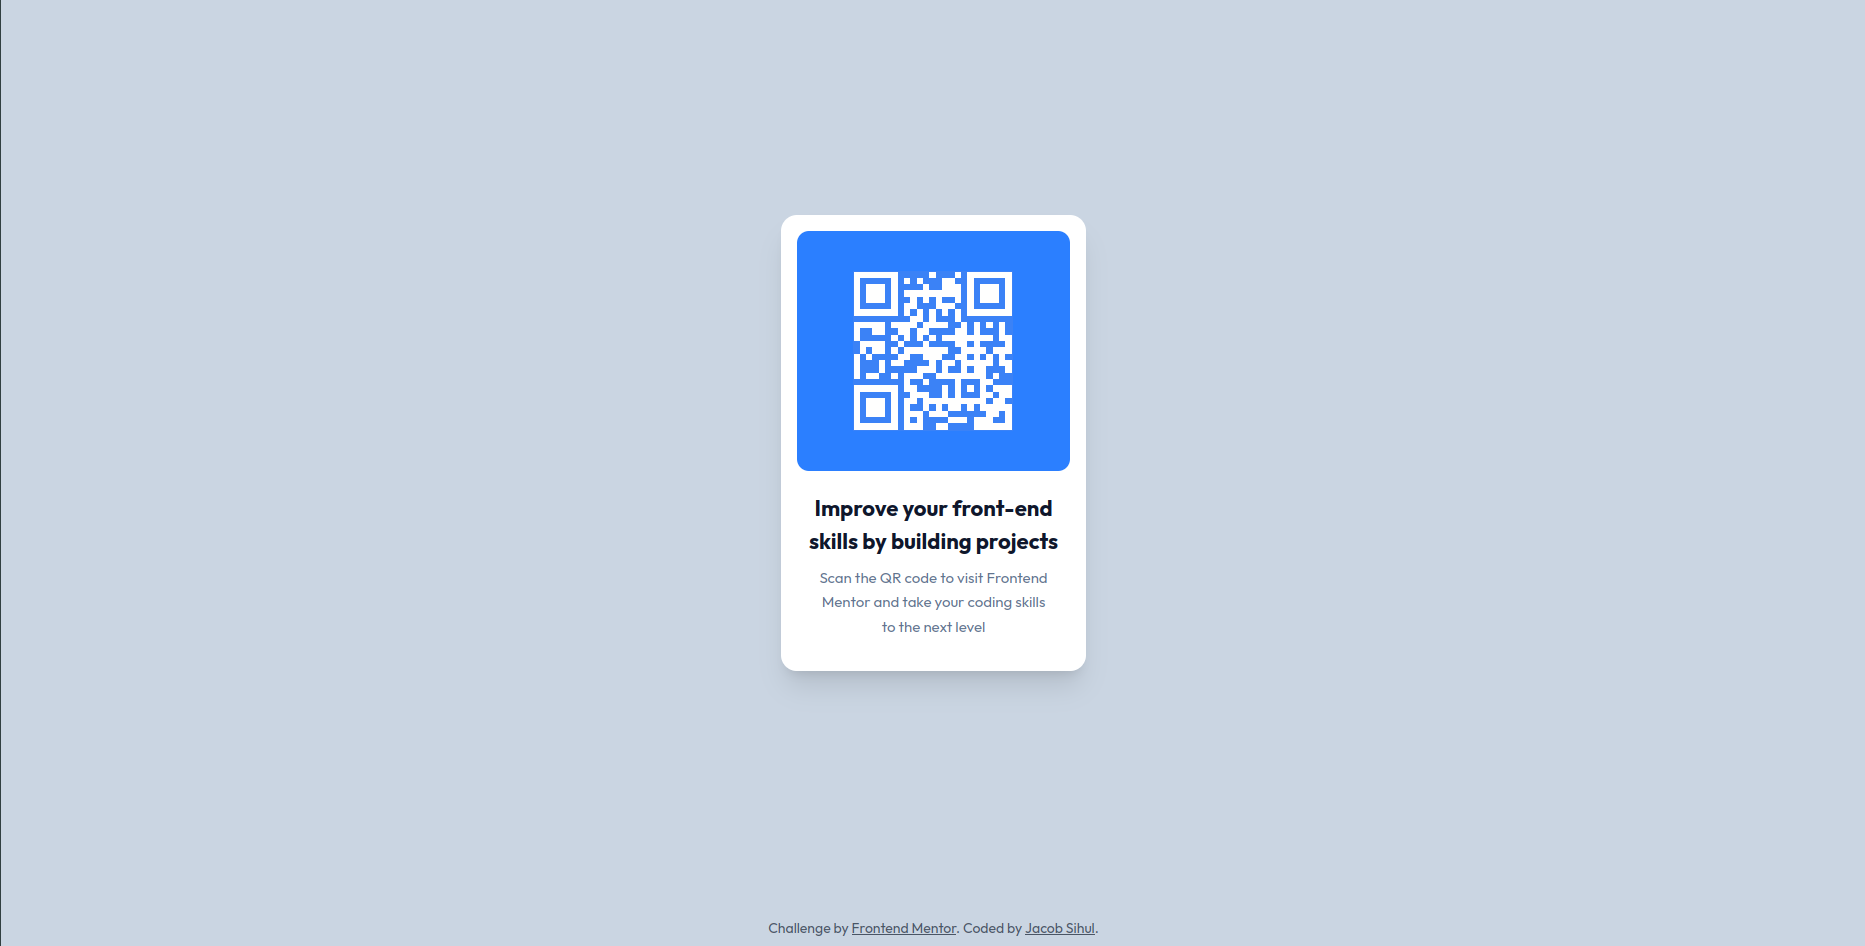 Improve your front-end
skills by building projects
Scan the QR code to visit Frontend
Mentor and take your coding skills
to the next level
Challenge by Frontend Mentor. Coded by Jacob Sihul.